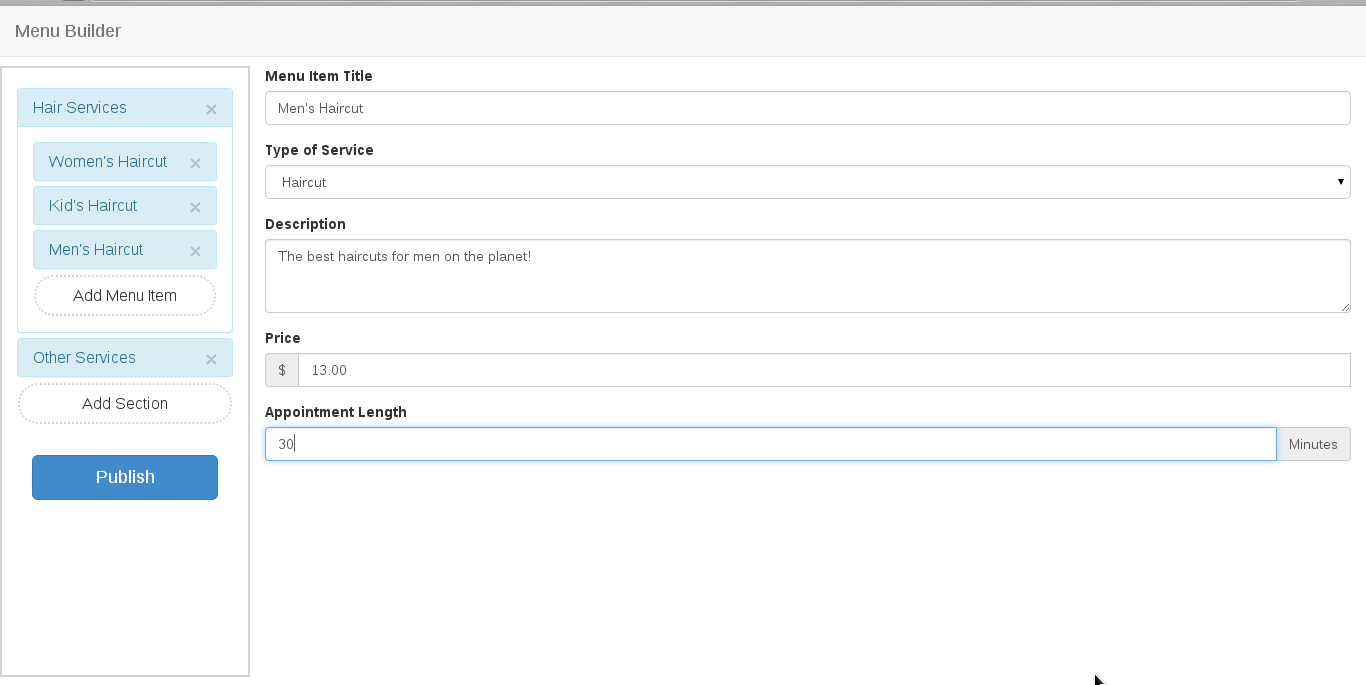 Menu Builder
Hair Services ×
Women's Haircut ×
Kid's Haircut ×
Men's Haircut ×
Add Menu Item
Other Services ×
Add Section
Publish
Menu Item Title
Men's Haircut
Type of Service
Haircut
Description
The best haircuts for men on the planet!
Price
$ 13.00
Appointment Length
30 Minutes